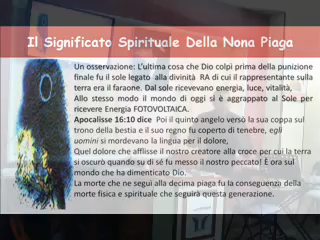 Il Significato Spirituale Della Nona Piaga
Un osservazione: L'ultima cosa che Dio colpì prima della punizione
finale fu il sole legato alla divinità RA di cui il rappresentante sulla
terra era il faraone. Dal sole ricevevano energia, luce, vitalità,
Allo stesso modo il mondo di oggi si è aggrappato al Sole per
ricevere Energia FOTOVOLTAICA.
Apocalisse 16:10 dice Poi il quinto angelo versò la sua coppa sul
trono della bestia e il suo regno fu coperto di tenebre, egli
uomini si mordevano la lingua per il dolore,
Quel dolore che afflisse il nostro creatore alla croce per cui la terra
si oscurò quando su di sé fu messo il nostro peccato! È ora sul
mondo che ha dimenticato Dio.
La morte che ne seguì alla decima piaga fu la conseguenza della
morte fisica e spirituale che seguirà questa generazione.